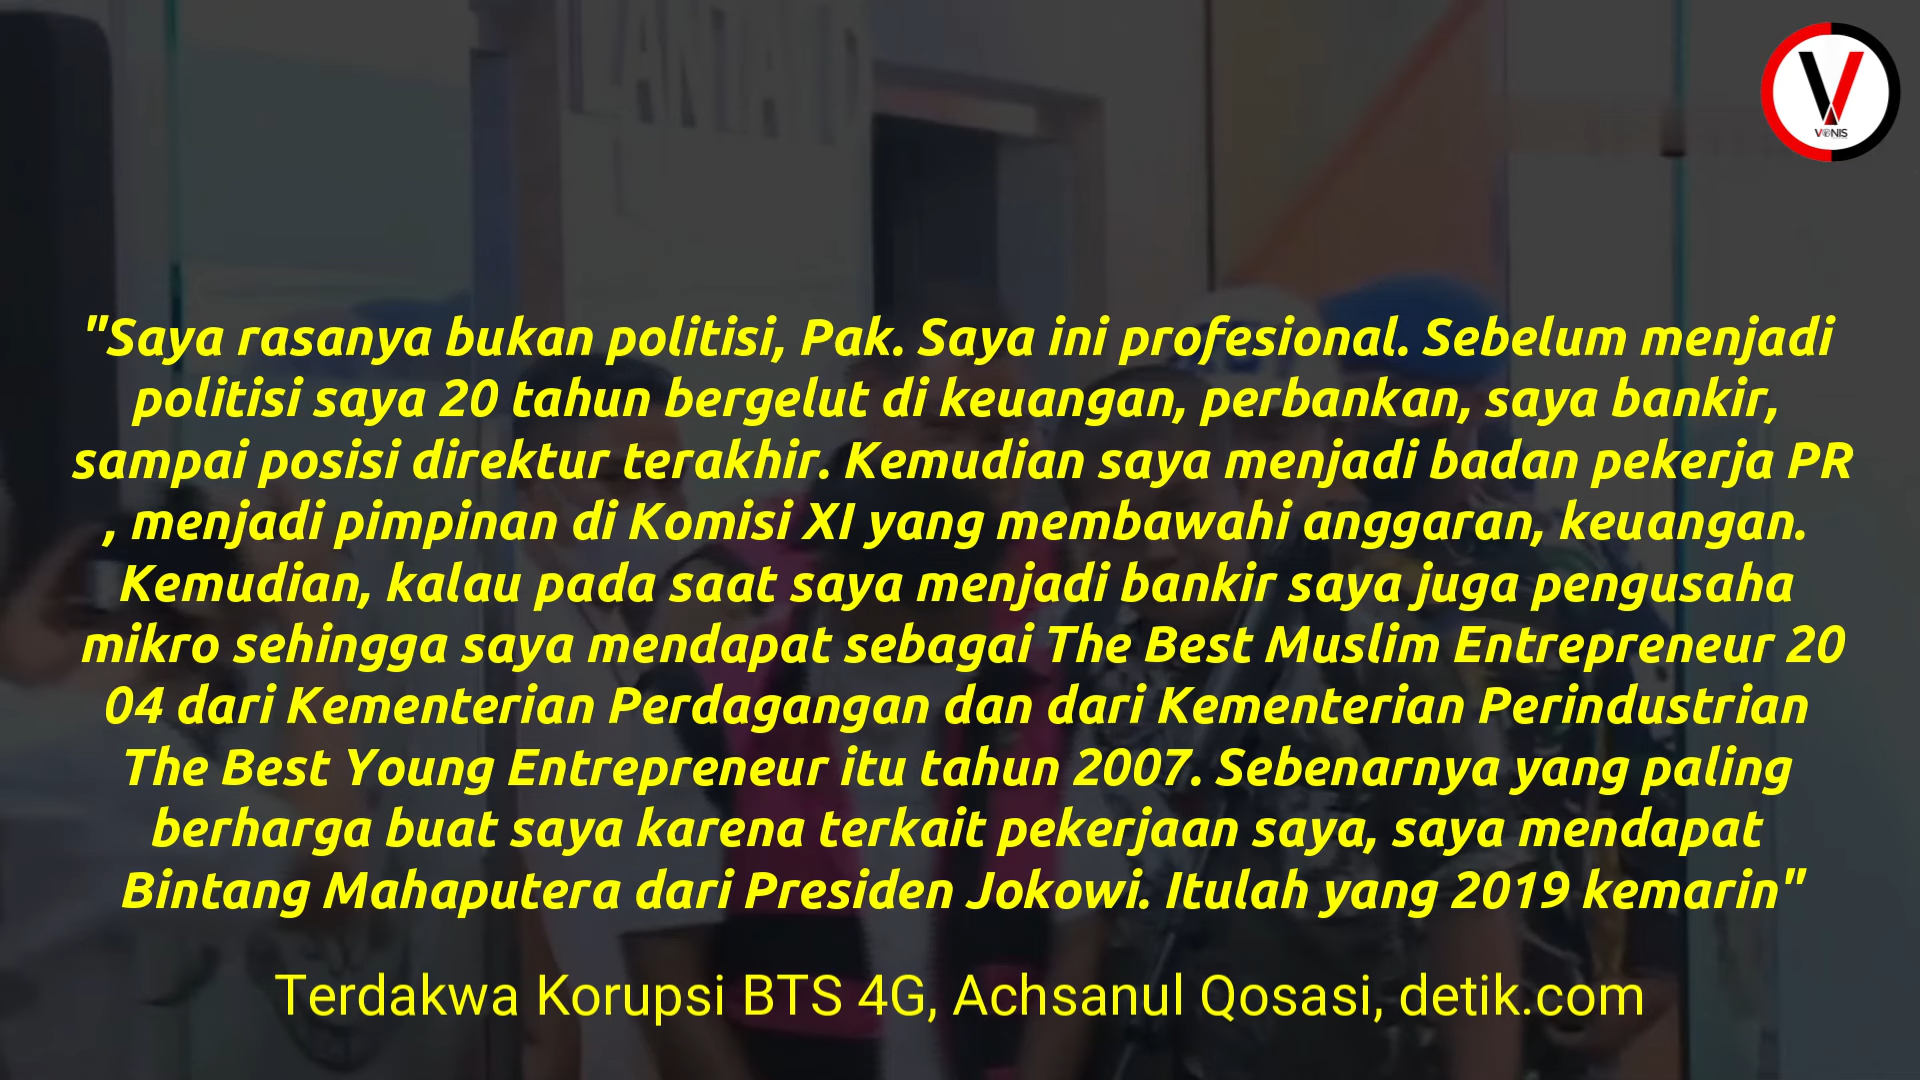 VONIS
"Saya rasanya bukan politisi, Pak. Saya ini profesional. Sebelum menjadi
politisi saya 20 tahun bergelut di keuangan, perbankan, saya bankir,
sampai posisi direktur terakhir. Kemudian saya menjadi badan pekerja PR
, menjadi pimpinan di Komisi XI yang membawahi anggaran, keuangan.
Kemudian, kalau pada saat saya menjadi bankir saya juga pengusaha
mikro sehingga saya mendapat sebagai The Best Muslim Entrepreneur 20
04 dari Kementerian Perdagangan dan dari Kementerian Perindustrian
The Best Young Entrepreneur itu tahun 2007. Sebenarnya yang paling
berharga buat saya karena terkait pekerjaan saya, saya mendapat
Bintang Mahaputera dari Presiden Jokowi. Itulah yang 2019 kemarin"
Terdakwa Korupsi BTS 4G, Achsanul Qosasi, detik.com